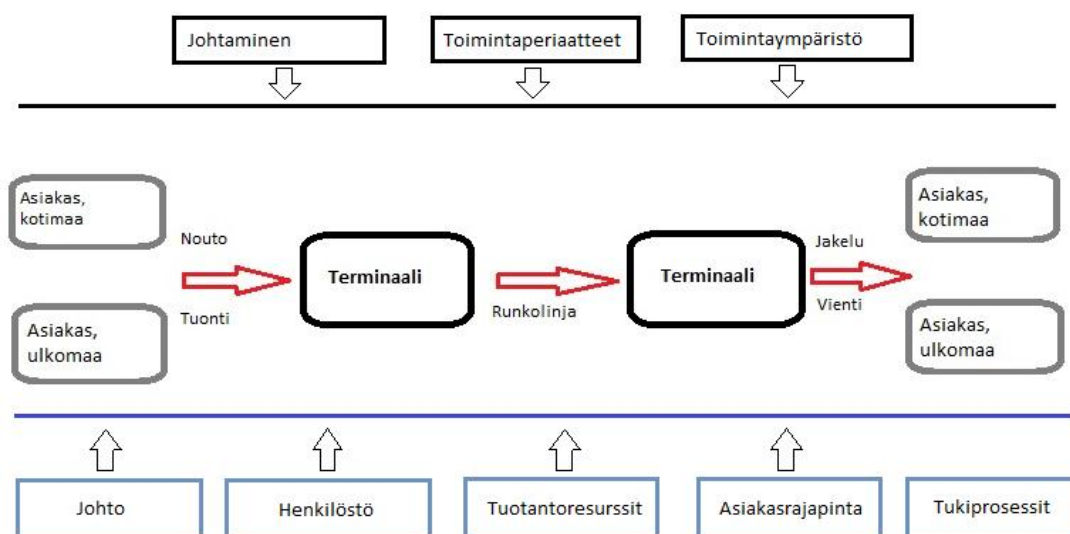 Johtaminen
Toimintaperiaatteet
Toimintaympäristö
Asiakas,
kotimaa
Nouto
Tuonti
Asiakas,
ulkomaa
Terminaali
Runkolinja
Terminaali
Jakelu
Vienti
Asiakas,
kotimaa
Asiakas,
ulkomaa
Johto
Henkilöstö
Tuotantoresurssit
Asiakasrajapinta
Tukiprosessit